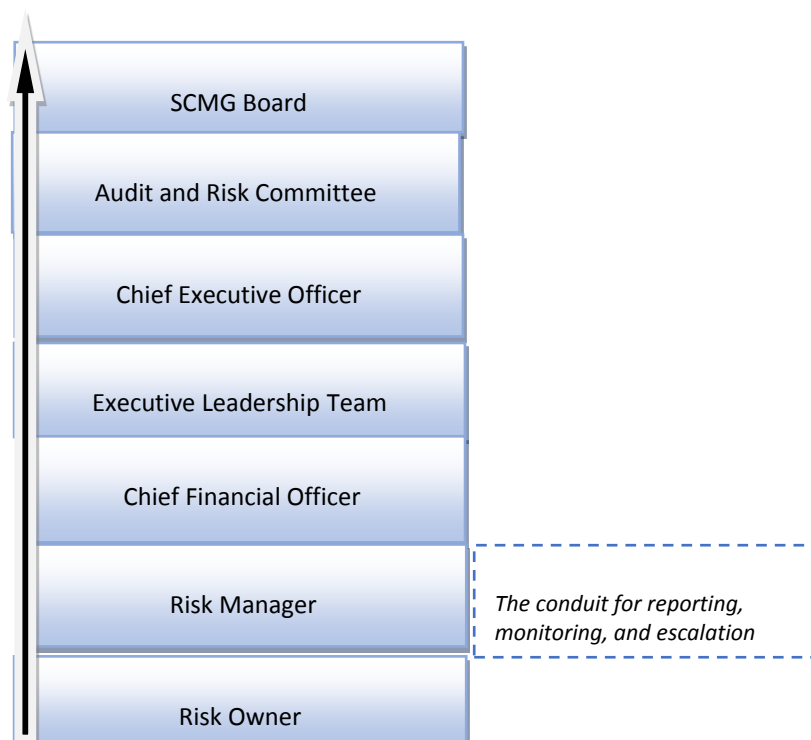 SCMG Board
Audit and Risk Committee
Chief Executive Officer
Executive Leadership Team
Chief Financial Officer
Risk Manager
The conduit for reporting,
monitoring, and escalation
Risk Owner